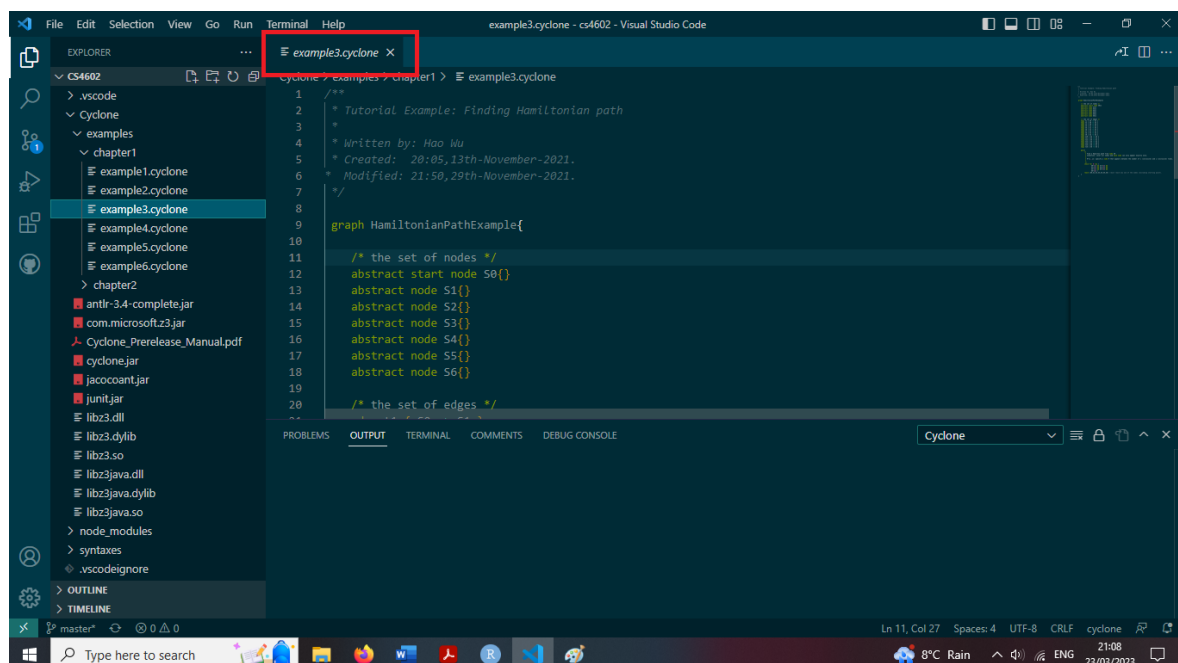 File Edit Selection View Go Run Terminal Help
example3.cyclone - cs4602 - Visual Studio Code
EXPLORER
example3.cyclone
CS4602
.vscode
Cyclone
examples
chapter1
example1.cyclone
example2.cyclone
example3.cyclone
example4.cyclone
example5.cyclone
example6.cyclone
chapter2
antlr-3.4-complete.jar
com.microsoft.z3.jar
Cyclone_Prerelease_Manual.pdf
cyclone.jar
jacocoant.jar
junit.jar
libz3.dll
libz3.dylib
libz3.so
libz3java.dll
libz3java.dylib
libz3java.so
node_modules
syntaxes
.vscodeignore
OUTLINE
TIMELINE
Cyclone > examples > chapter1 > example3.cyclone
1 /**
2 * Tutorial Example: Finding Hamiltonian path
3 *
4 * Written by: Hao Wu
5 * Created: 20:05,13th-November-2021.
6 * Modified: 21:50,29th-November-2021.
7 */
8
9 graph HamiltonianPathExample{
10
11 /* the set of nodes */
12 abstract start node S0{}
13 abstract node S1{}
14 abstract node S2{}
15 abstract node S3{}
16 abstract node S4{}
17 abstract node S5{}
18 abstract node S6{}
19
20 /* the set of edges */
PROBLEMS OUTPUT TERMINAL COMMENTS DEBUG CONSOLE
Cyclone
master* 0 0
Ln 11, Col 27 Spaces: 4 UTF-8 CRLF cyclone
Type here to search
8°C Rain ENG
21:08
23/03/2023